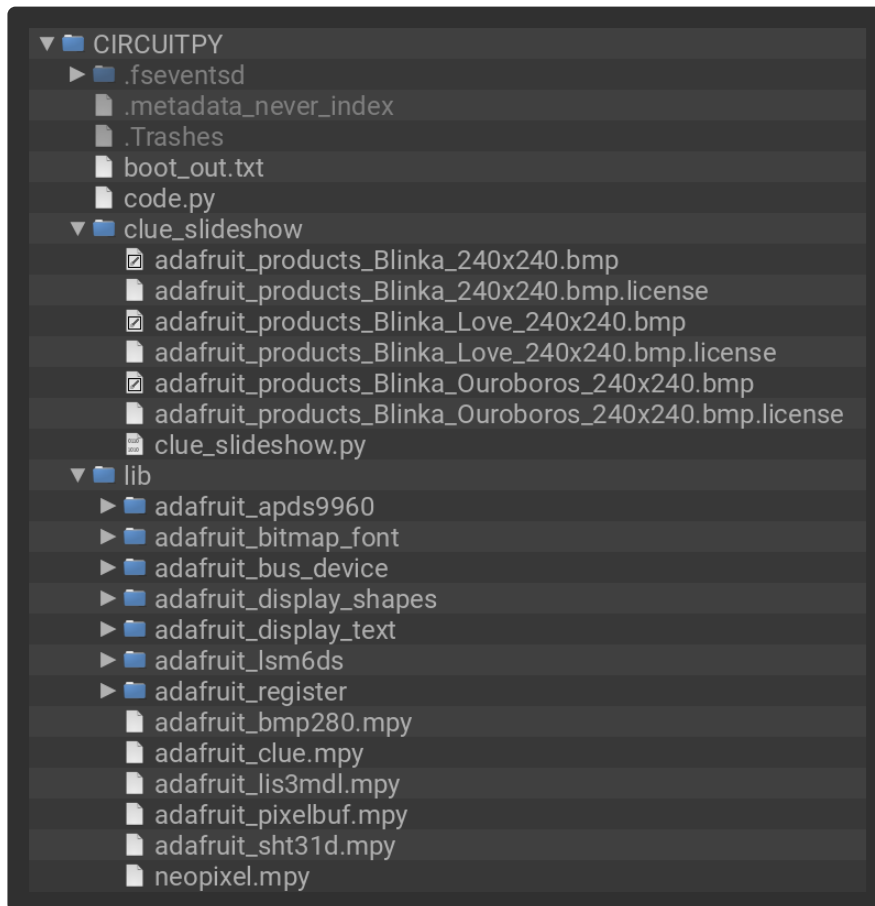 CIRCUITPY
.fseventsd
.metadata_never_index
.Trashes
boot_out.txt
code.py
clue_slideshow
adafruit_products_Blinka_240x240.bmp
adafruit_products_Blinka_240x240.bmp.license
adafruit_products_Blinka_Love_240x240.bmp
adafruit_products_Blinka_Love_240x240.bmp.license
adafruit_products_Blinka_Ouroboros_240x240.bmp
adafruit_products_Blinka_Ouroboros_240x240.bmp.license
clue_slideshow.py
lib
adafruit_apds9960
adafruit_bitmap_font
adafruit_bus_device
adafruit_display_shapes
adafruit_display_text
adafruit_lsm6ds
adafruit_register
adafruit_bmp280.mpy
adafruit_clue.mpy
adafruit_lis3mdl.mpy
adafruit_pixelbuf.mpy
adafruit_sht31d.mpy
neopixel.mpy